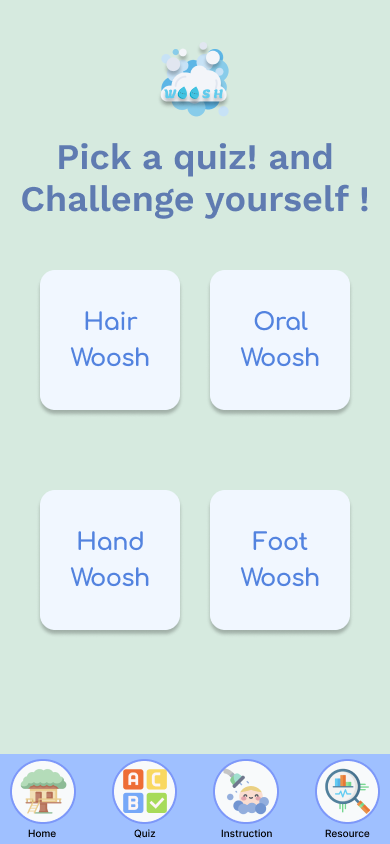 WOOSH
Pick a quiz! and
Challenge yourself !
Hair
Woosh
Oral
Woosh
Hand
Woosh
Foot
Woosh
A C
B
Home
Quiz
Instruction
Resource